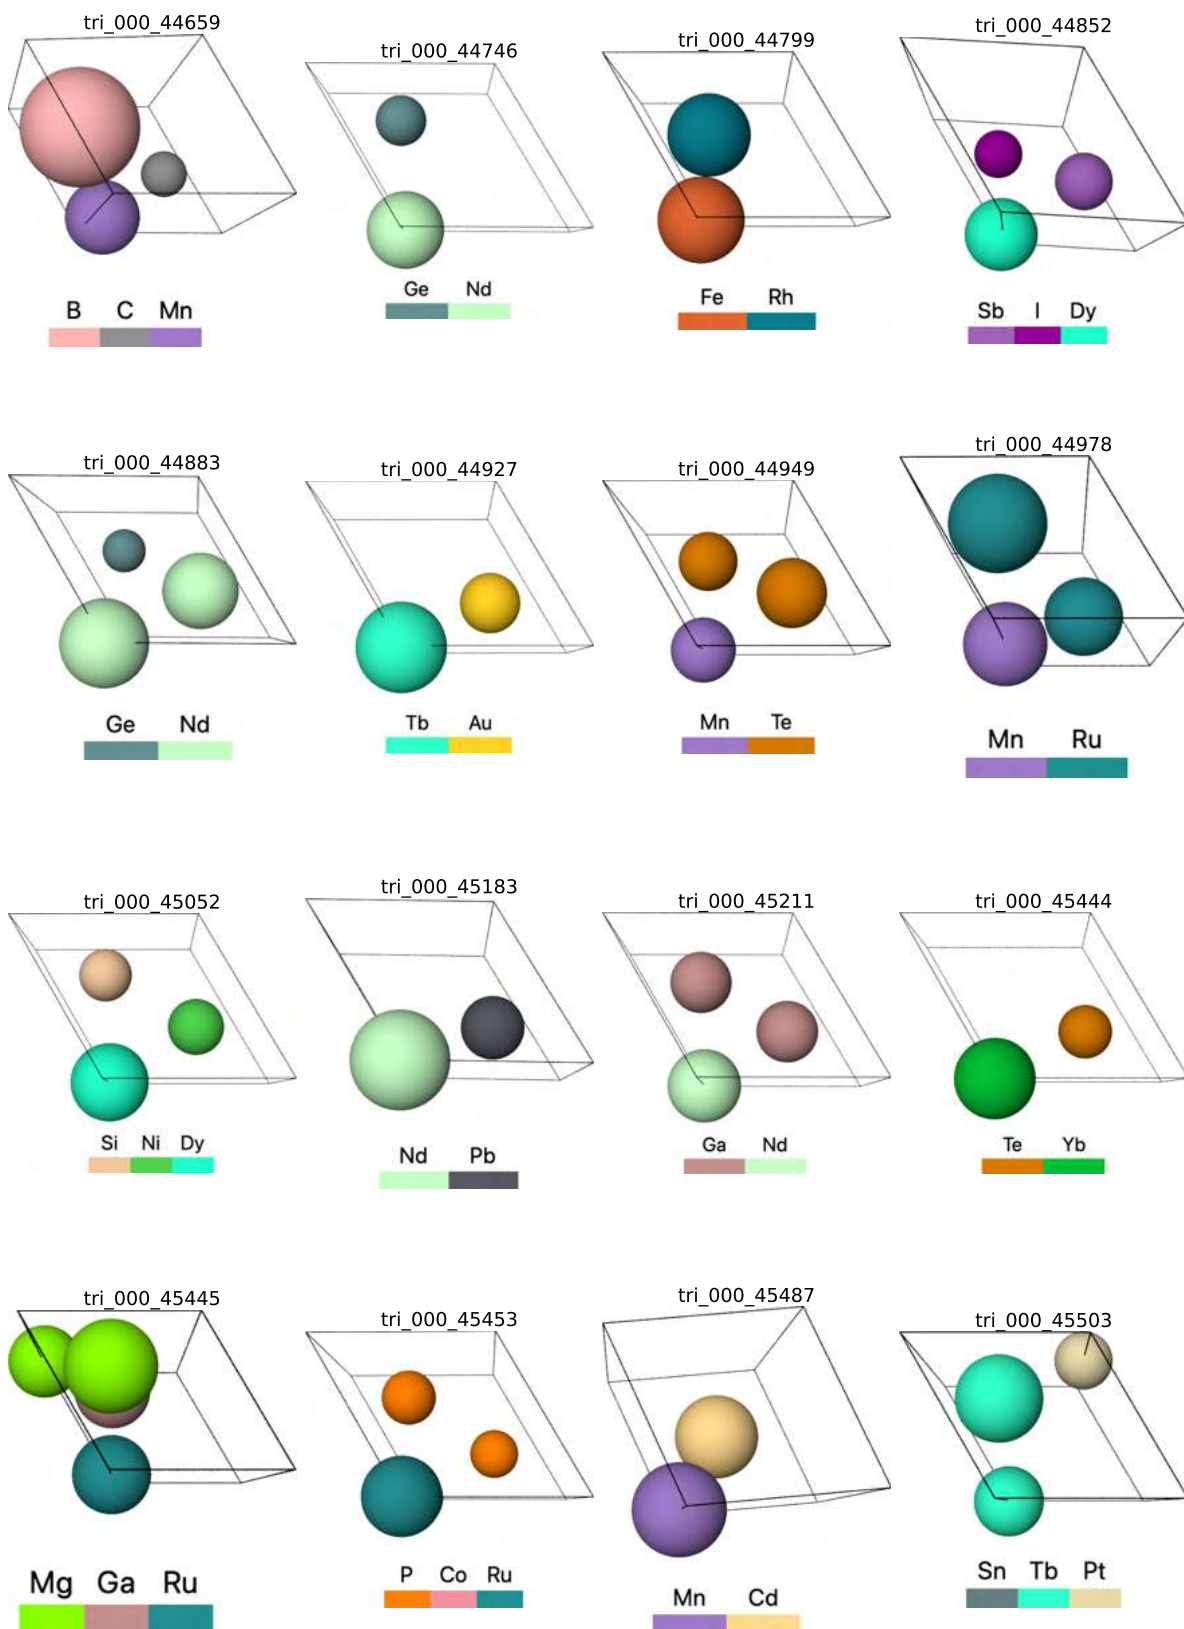 tri_000_44659
tri_000_44746
tri_000_44799
tri_000_44852
B C Mn
Ge Nd
Fe Rh
Sb I Dy
tri_000_44883
tri_000_44927
tri_000_44949
tri_000_44978
Ge Nd
Tb Au
Mn Te
Mn Ru
tri_000_45052
tri_000_45183
tri_000_45211
tri_000_45444
Si Ni Dy
Nd Pb
Ga Nd
Te Yb
tri_000_45445
tri_000_45453
tri_000_45487
tri_000_45503
Mg Ga Ru
P Co Ru
Mn Cd
Sn Tb Pt